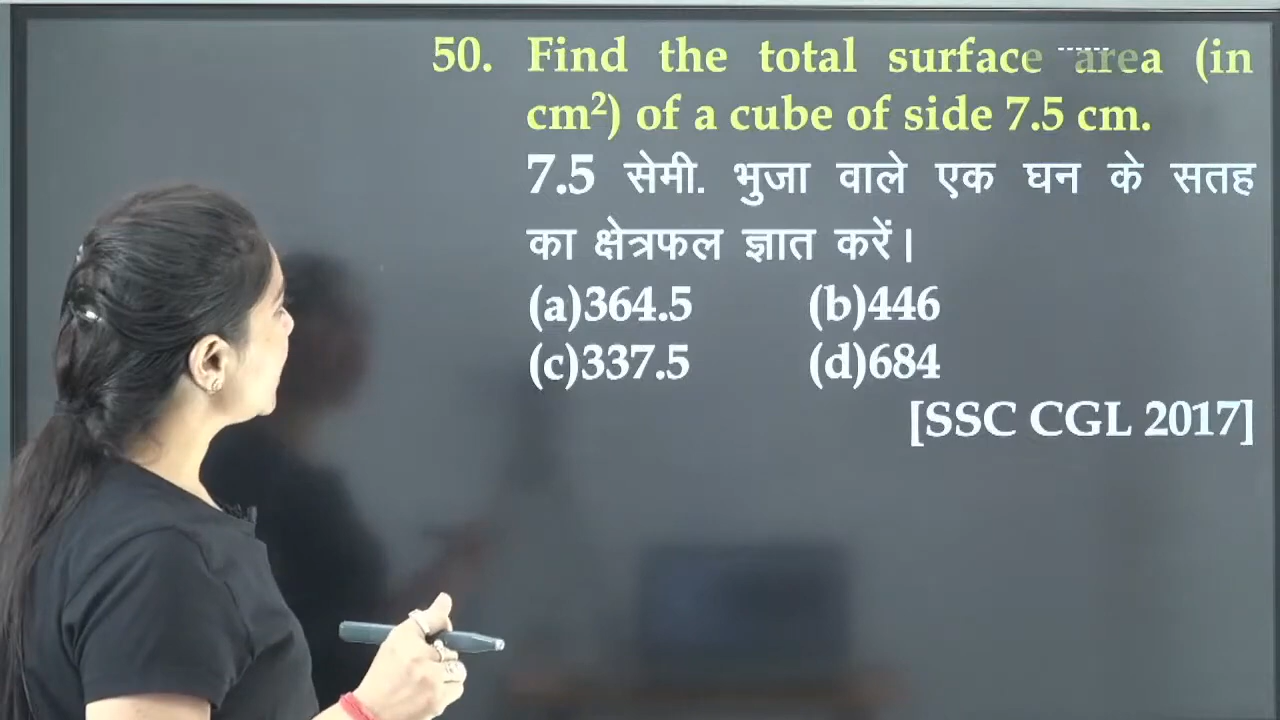 50. Find the total surface area (in
cm²) of a cube of side 7.5 cm.
7.5 सेमी. भुजा वाले एक घन के सतह
का क्षेत्रफल ज्ञात करें।
(a)364.5 (b)446
(c)337.5 (d)684
[SSC CGL 2017]